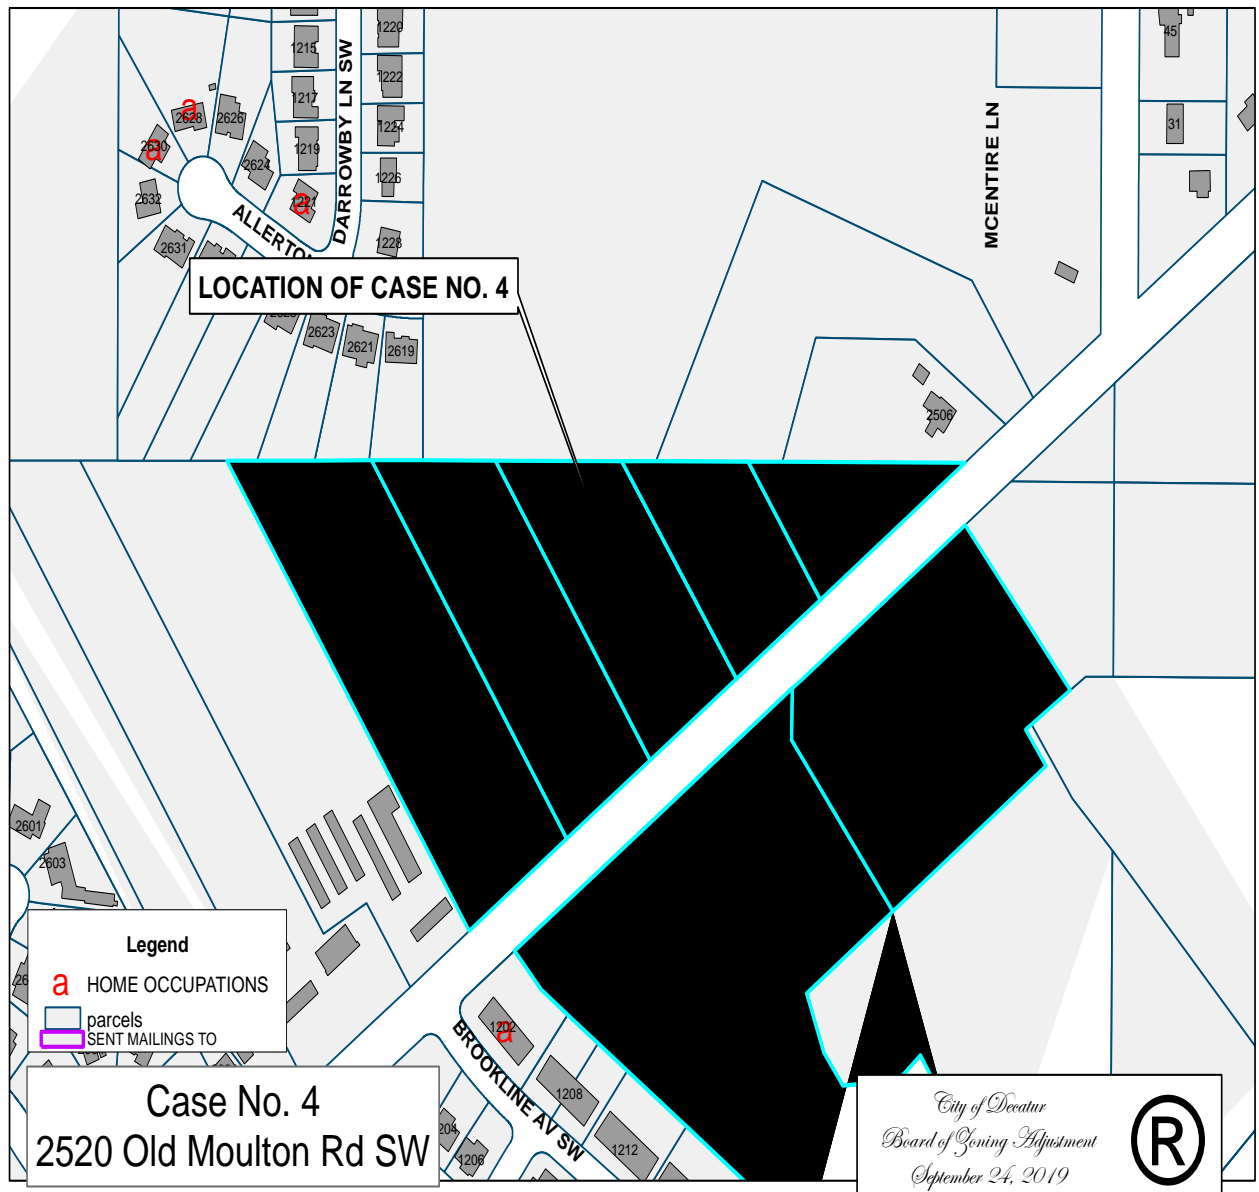 1220
45
1215
DARROWBY LN SW
1222
1217
2628
2626
1224
31
MCENTIRE LN
2630
1219
2624
1226
2632
1221
ALLERTON
2631
1228
LOCATION OF CASE NO. 4
2623
2621
2619
2506
2601
2603
Legend
a HOME OCCUPATIONS
parcels
SENT MAILINGS TO
1202
BROOKLINE AV SW
1208
1212
204
1206
Case No. 4
2520 Old Moulton Rd SW
City of Decatur
Board of Zoning Adjustment
September 24, 2019
®
a
a
a
a